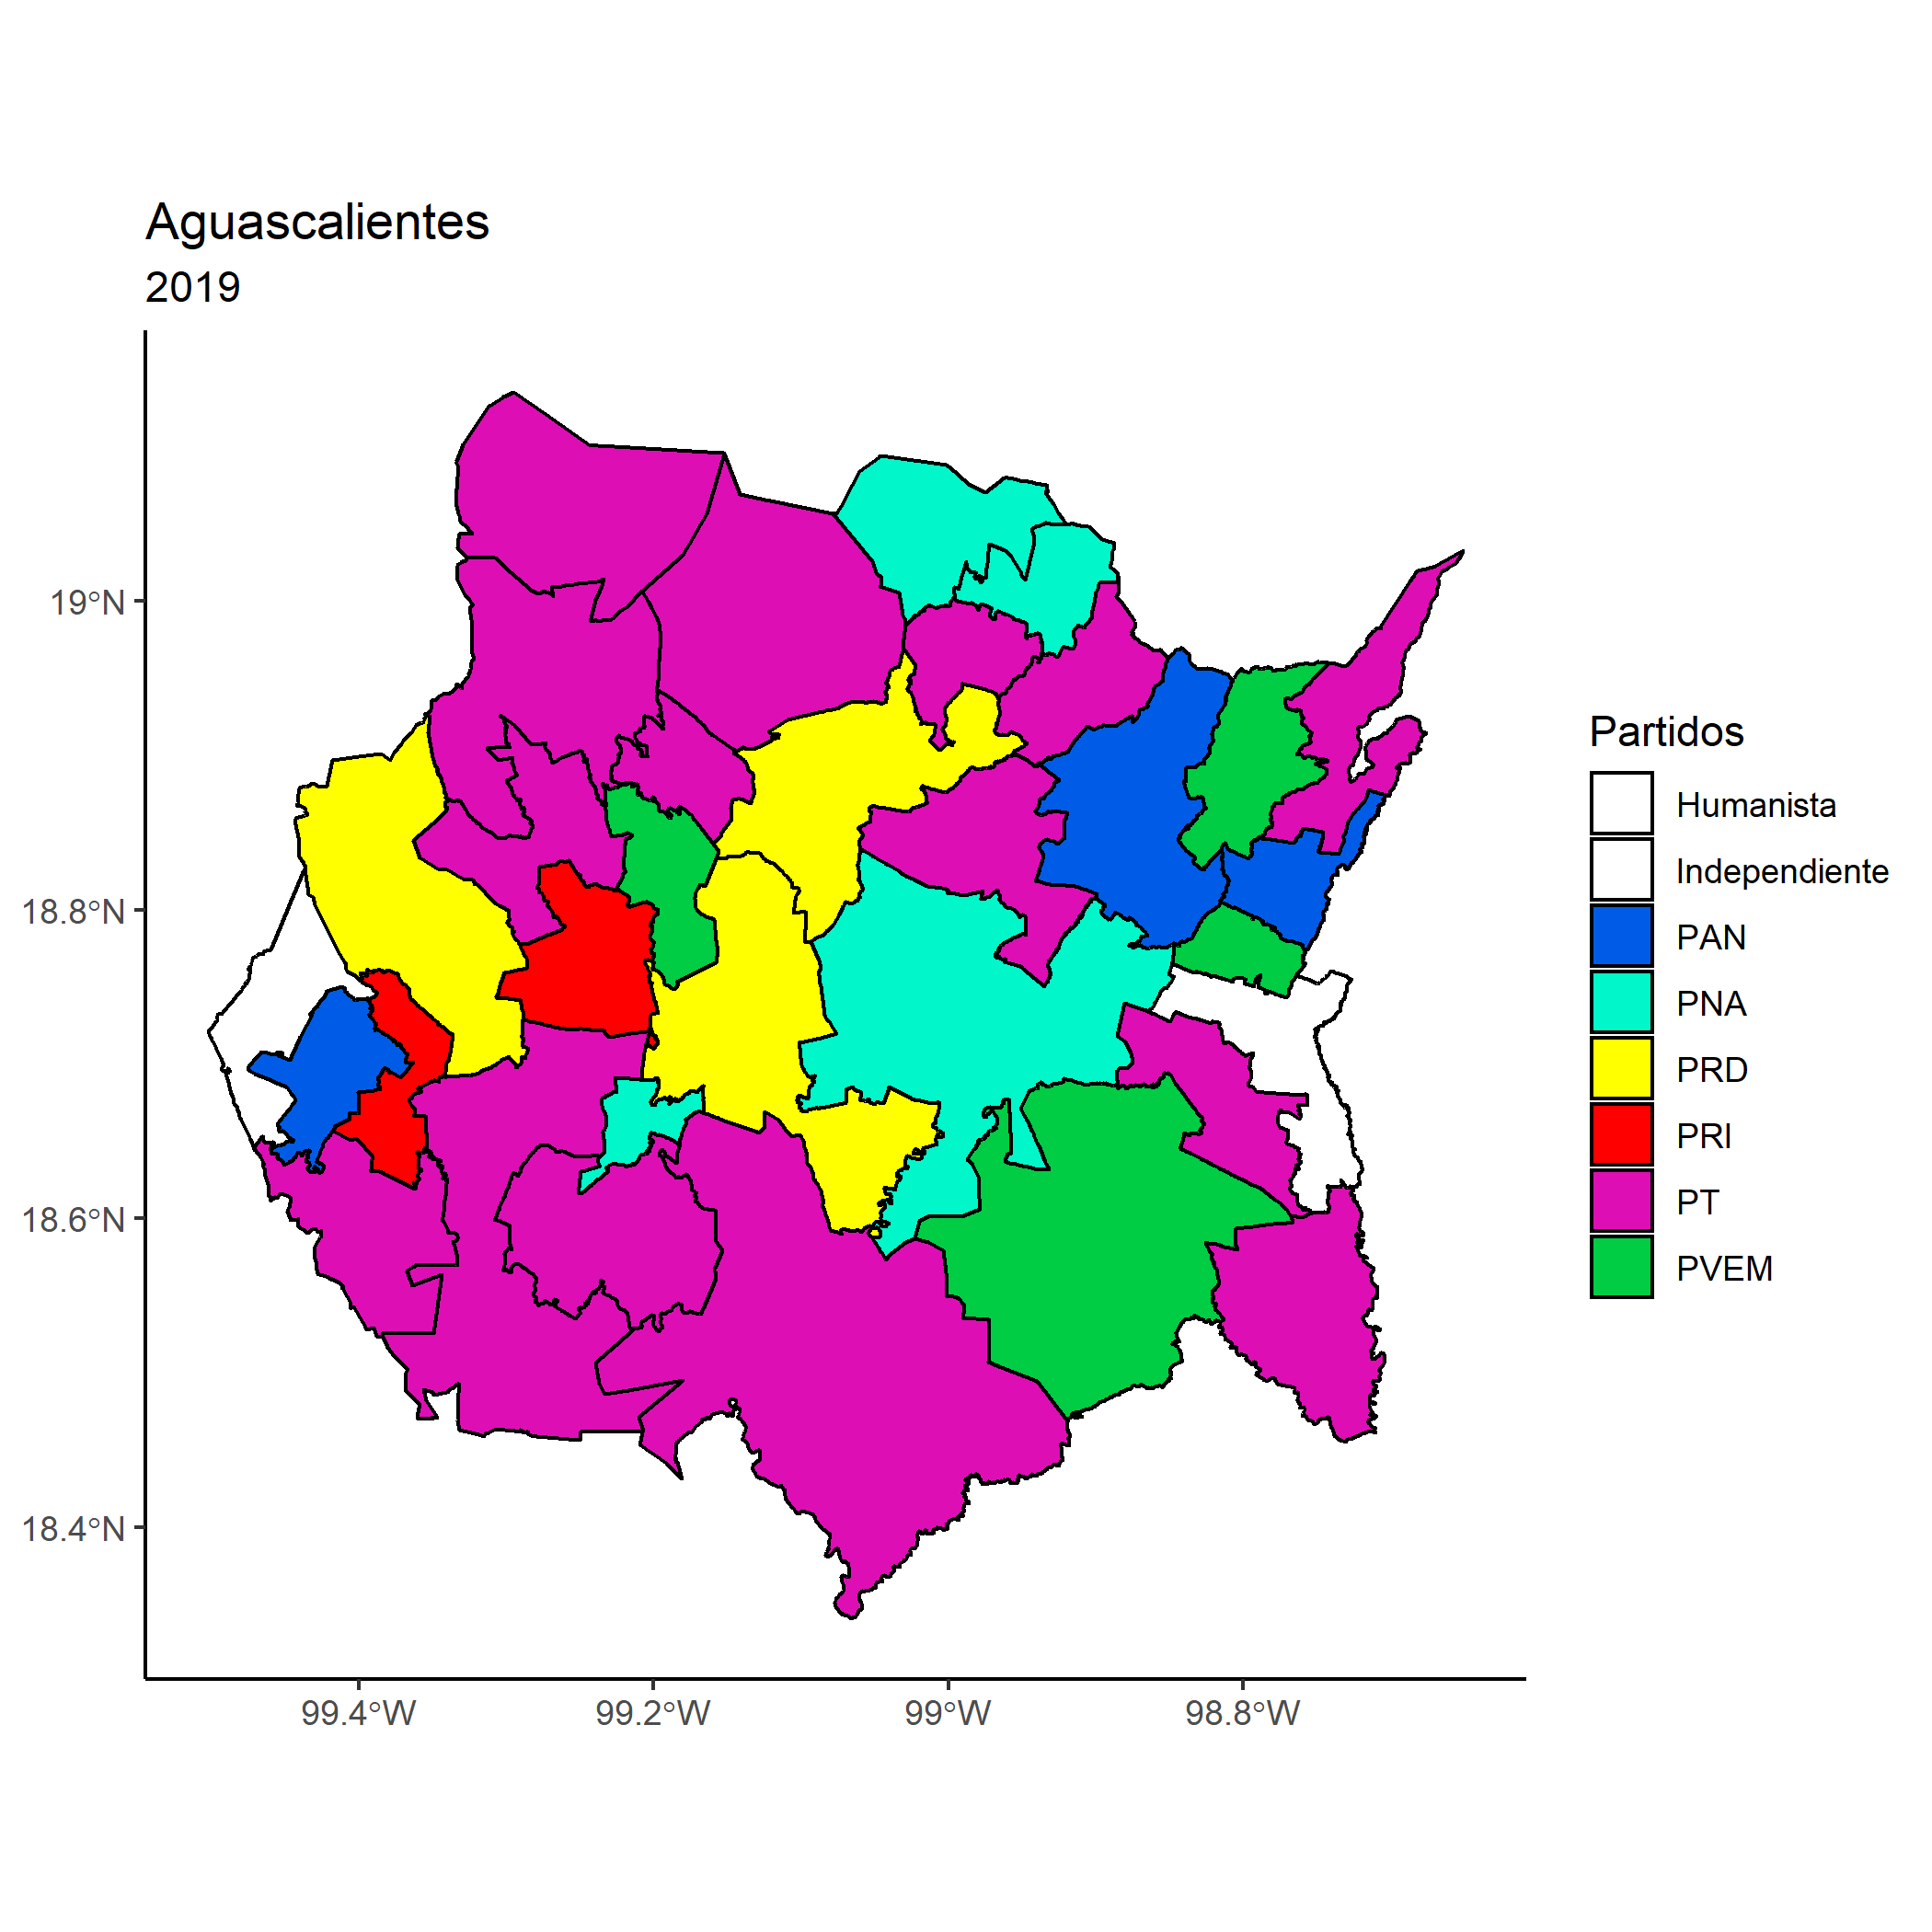 Aguascalientes
2019
19°N
18.8°N
18.6°N
18.4°N
99.4°W
99.2°W
99°W
98.8°W
Partidos
Humanista
Independiente
PAN
PNA
PRD
PRI
PT
PVEM